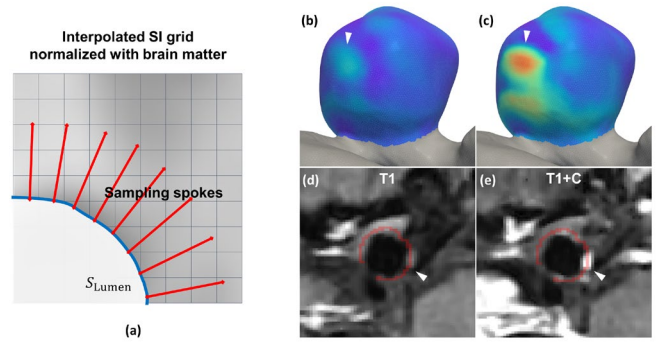 Interpolated SI grid
normalized with brain matter
Sampling spokes
S_Lumen
(a)
(b)
(c)
(d) T1
(e) T1+C